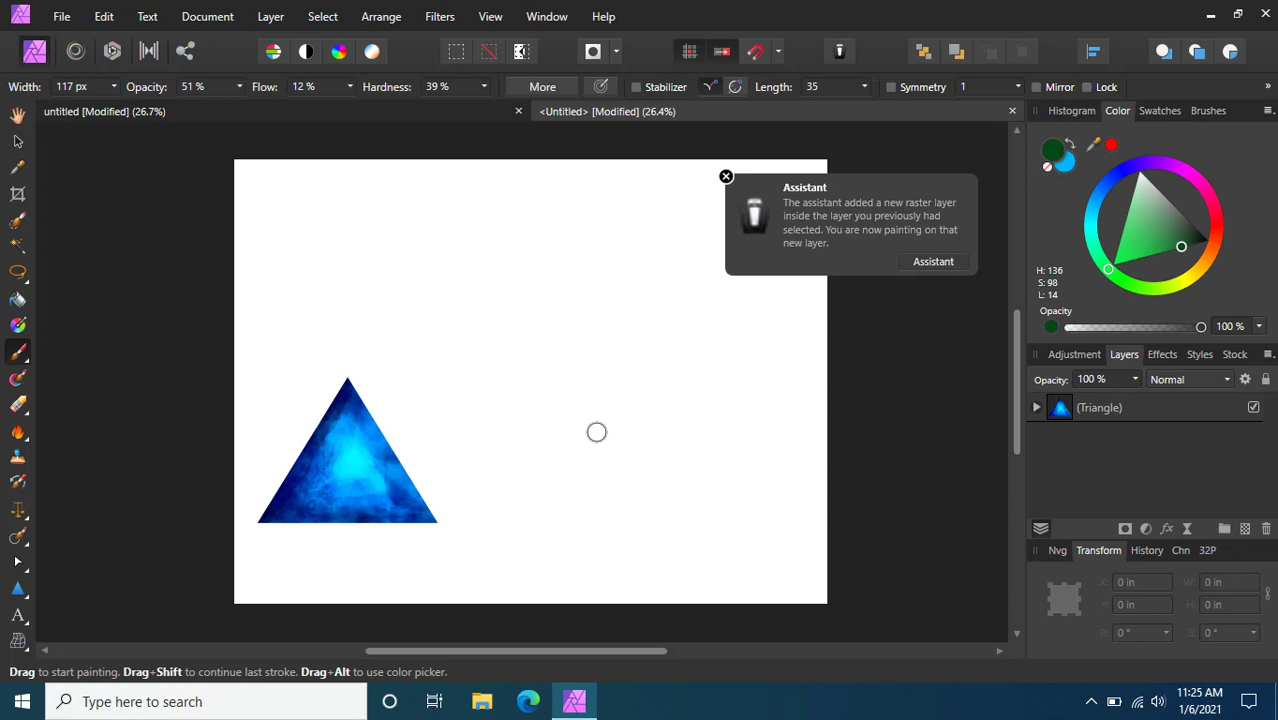 File Edit Text Document Layer Select Arrange Filters View Window Help
Width: 117 px Opacity: 51 % Flow: 12 % Hardness: 39 % More Stabilizer Length: 35 Symmetry 1 Mirror Lock »
untitled [Modified] (26.7%) <Untitled> [Modified] (26.4%)
Histogram Color Swatches Brushes
Assistant
The assistant added a new raster layer
inside the layer you previously had
selected. You are now painting on that
new layer.
Assistant
H: 136
S: 98
L: 14
Opacity
100 %
Adjustment Layers Effects Styles Stock
Opacity: 100 % Normal
(Triangle)
Nvg Transform History Chn 32P
X: 0 in W: 0 in
Y: 0 in H: 0 in
R: 0 ° S: 0 °
Drag to start painting. Drag+Shift to continue last stroke. Drag+Alt to use color picker.
Type here to search
11:25 AM
1/6/2021